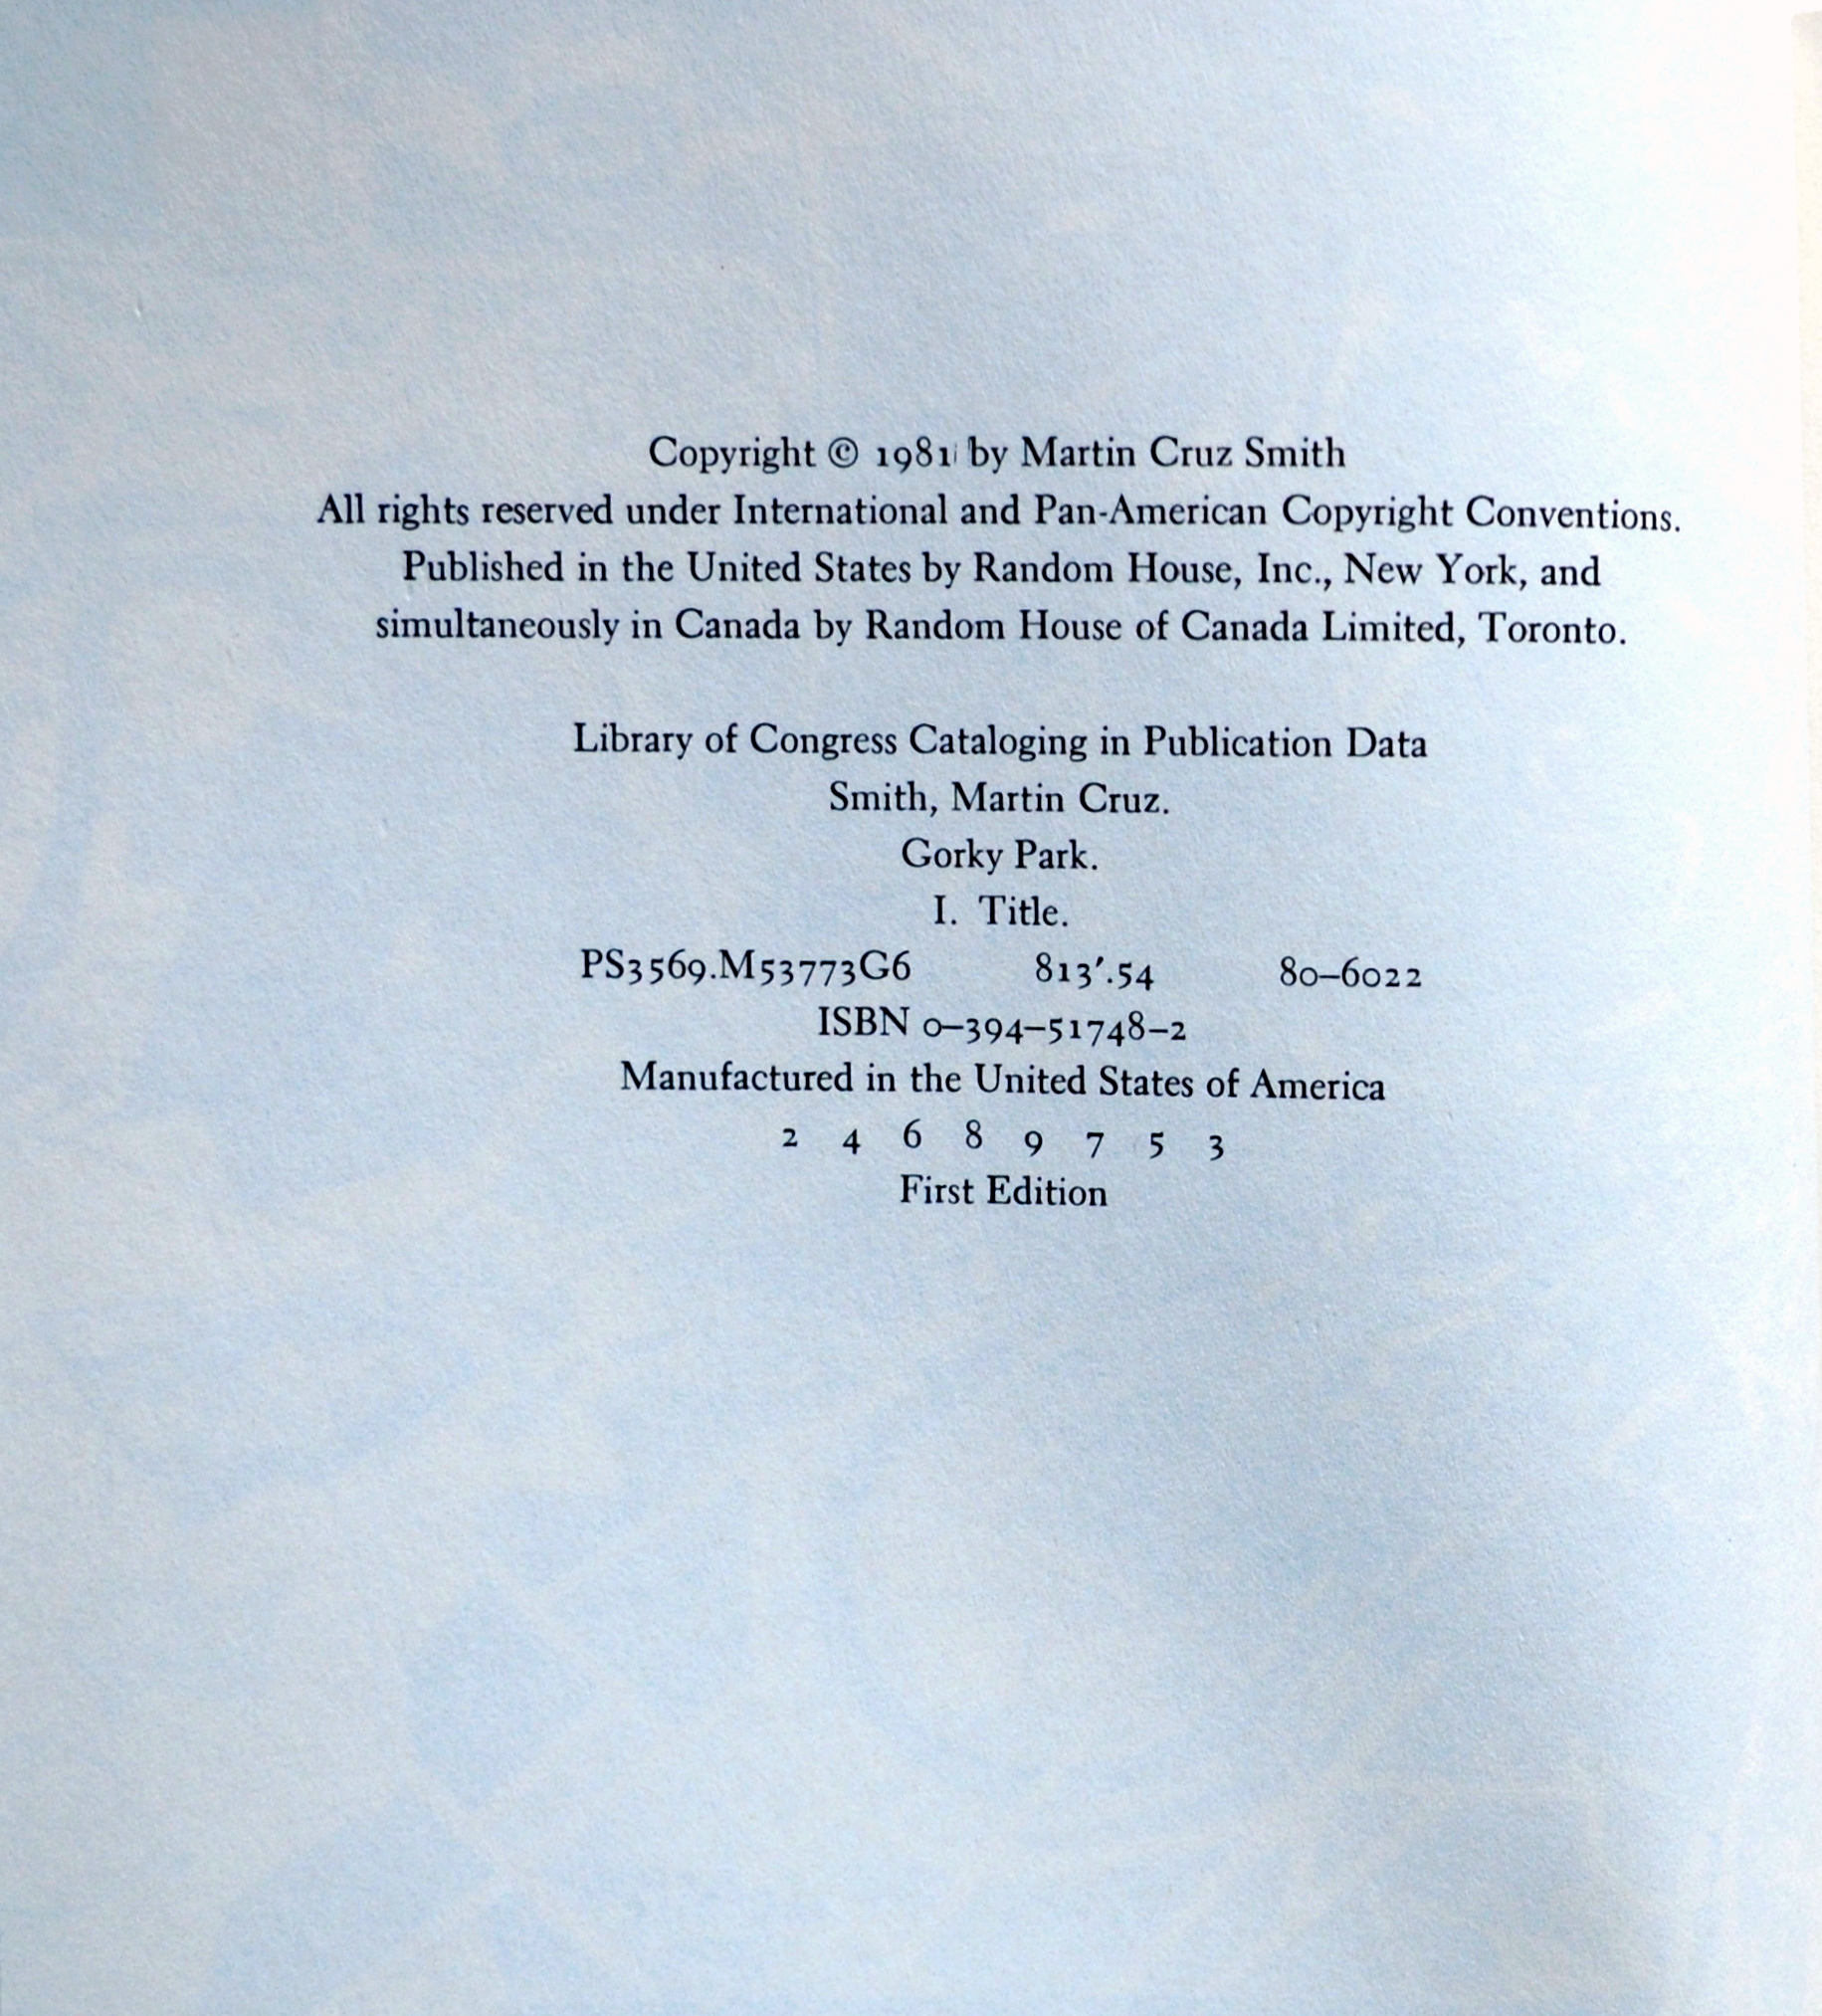 Copyright © 1981 by Martin Cruz Smith
All rights reserved under International and Pan-American Copyright Conventions.
Published in the United States by Random House, Inc., New York, and
simultaneously in Canada by Random House of Canada Limited, Toronto.
Library of Congress Cataloging in Publication Data
Smith, Martin Cruz.
Gorky Park.
I. Title.
PS3569.M53773G6 813′.54 80–6022
ISBN 0–394–51748–2
Manufactured in the United States of America
2 4 6 8 9 7 5 3
First Edition